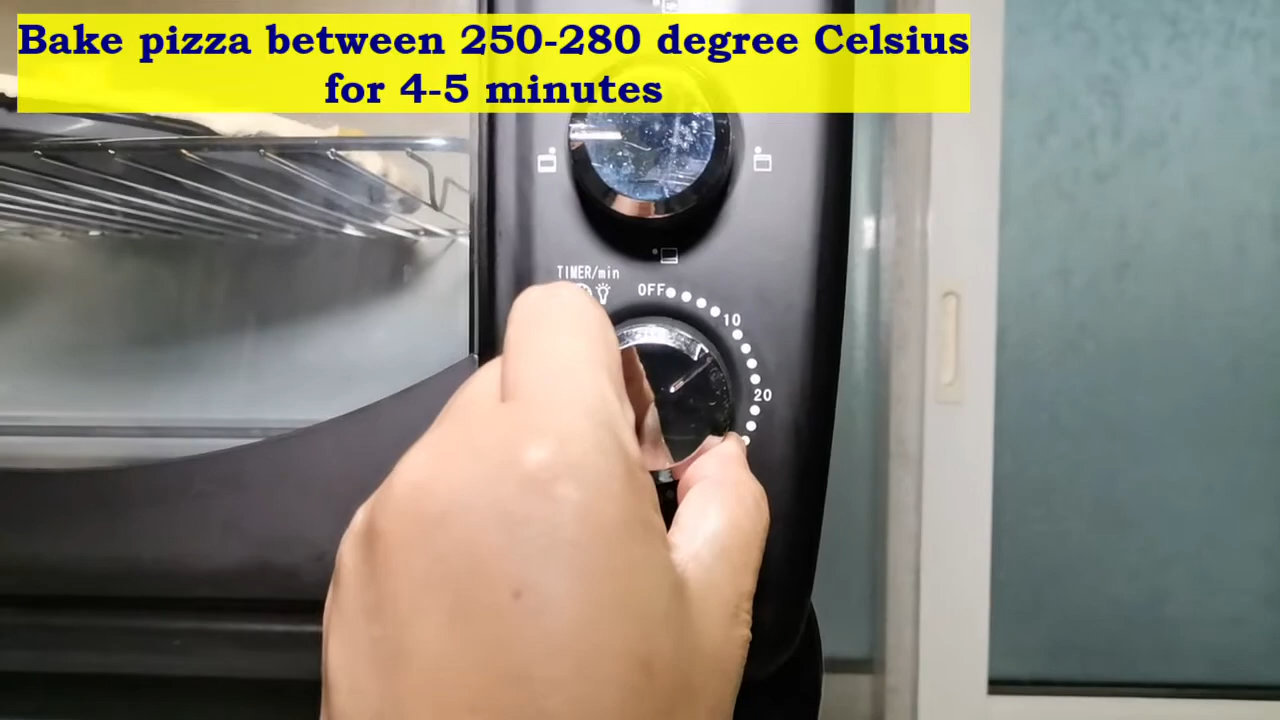 Bake pizza between 250-280 degree Celsius
for 4-5 minutes
TIMER/min
OFF
10
20